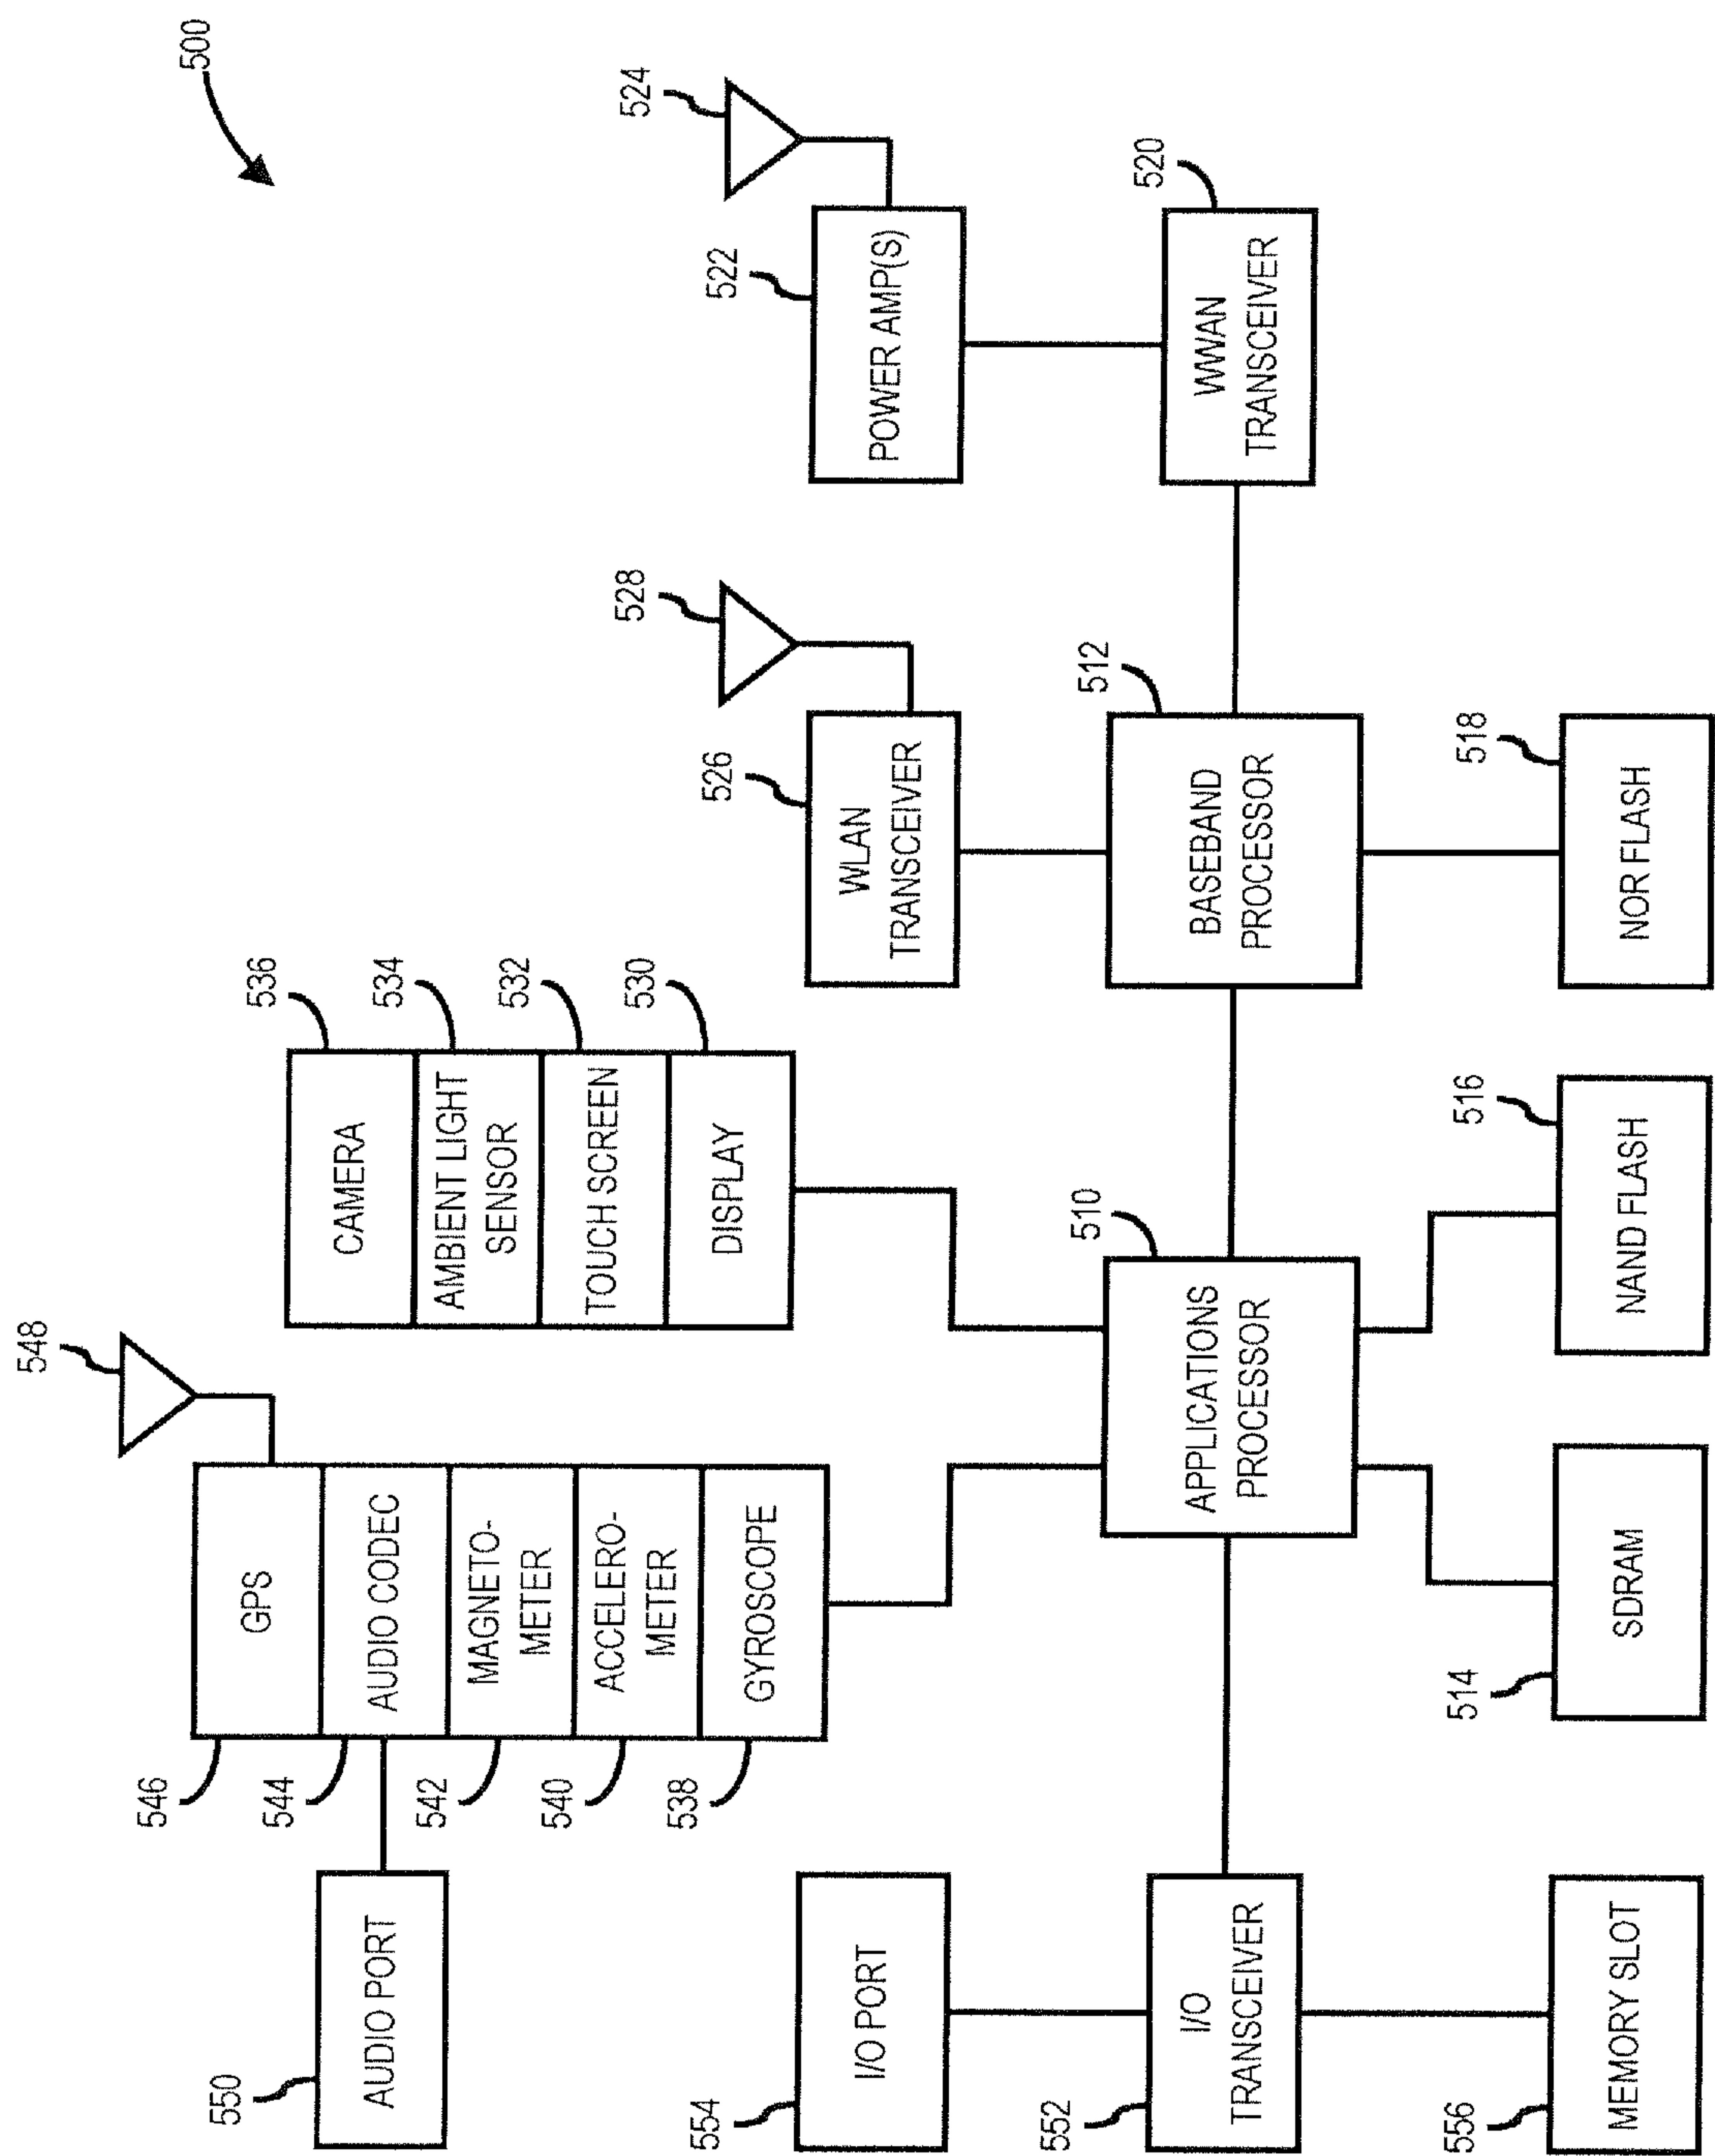 500
548
536
534
532
530
528
524
546
544
542
540
538
GPS
AUDIO CODEC
MAGNETO-
METER
ACCELERO-
METER
GYROSCOPE
CAMERA
AMBIENT LIGHT
SENSOR
TOUCH SCREEN
DISPLAY
550
AUDIO PORT
526
WLAN
TRANSCEIVER
522
POWER AMP(S)
554
I/O PORT
552
I/O
TRANSCEIVER
510
APPLICATIONS
PROCESSOR
512
BASEBAND
PROCESSOR
520
WWAN
TRANSCEIVER
556
MEMORY SLOT
514
SDRAM
516
NAND FLASH
518
NOR FLASH